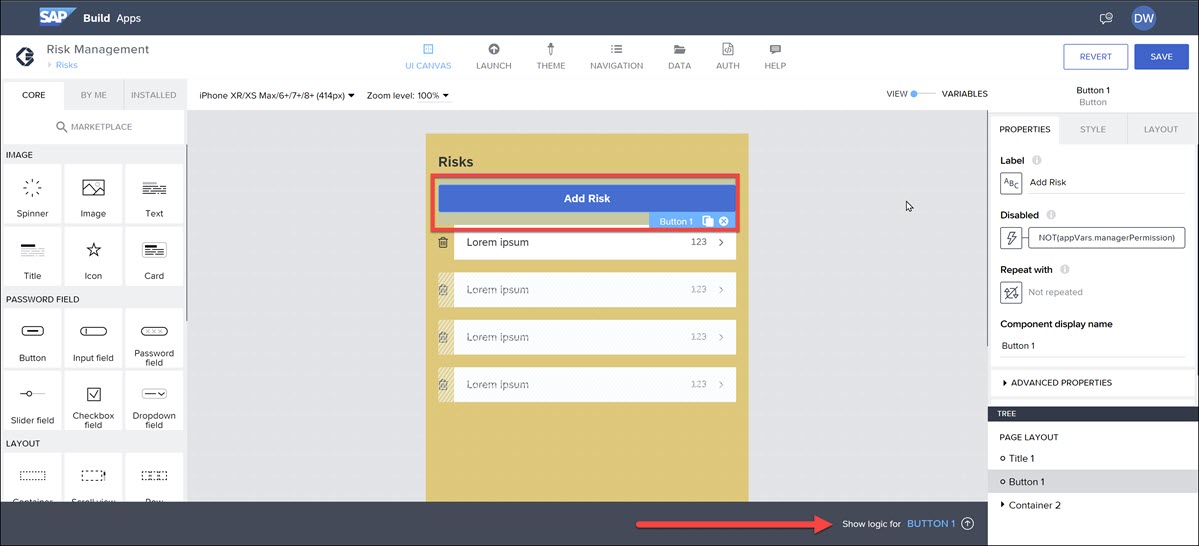 SAP Build Apps
DW
Risk Management
Risks
UI CANVAS
LAUNCH
THEME
NAVIGATION
DATA
AUTH
HELP
REVERT
SAVE
CORE
BY ME
INSTALLED
MARKETPLACE
iPhone XR/XS Max/6+/7+/8+ (414px)
Zoom level: 100%
VIEW
VARIABLES
Button 1
Button
PROPERTIES
STYLE
LAYOUT
IMAGE
Spinner
Image
Text
Title
Icon
Card
PASSWORD FIELD
Button
Input field
Password
field
Slider field
Checkbox
field
Dropdown
field
LAYOUT
Container
Scroll view
Row
Risks
Add Risk
Button 1
Lorem ipsum 123
Lorem ipsum 123
Lorem ipsum 123
Lorem ipsum 123
Label
ABC
Add Risk
Disabled
NOT(appVars.managerPermission)
Repeat with
Not repeated
Component display name
Button 1
ADVANCED PROPERTIES
TREE
PAGE LAYOUT
Title 1
Button 1
Container 2
Show logic for BUTTON 1